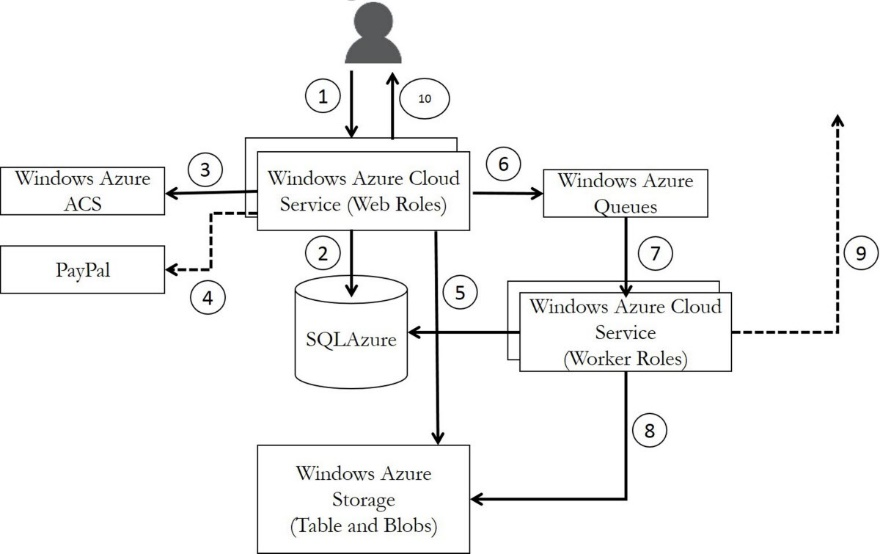 1
10
3
6
Windows Azure
ACS
Windows Azure Cloud
Service (Web Roles)
Windows Azure
Queues
PayPal
4
2
5
7
9
SQLAzure
Windows Azure Cloud
Service
(Worker Roles)
8
Windows Azure
Storage
(Table and Blobs)